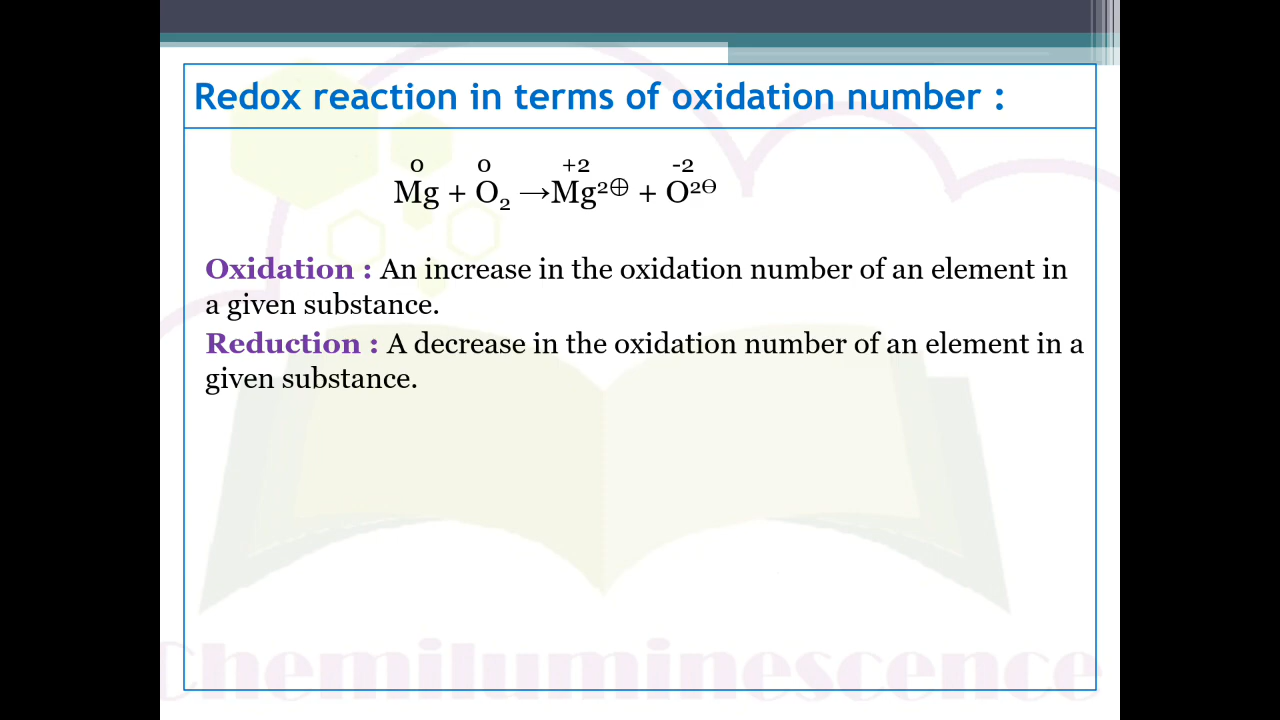 Redox reaction in terms of oxidation number :
0 0 +2 -2
Mg + O₂ →Mg²⊕ + O²⊖
Oxidation : An increase in the oxidation number of an element in
a given substance.
Reduction : A decrease in the oxidation number of an element in a
given substance.
Chemiluminescence